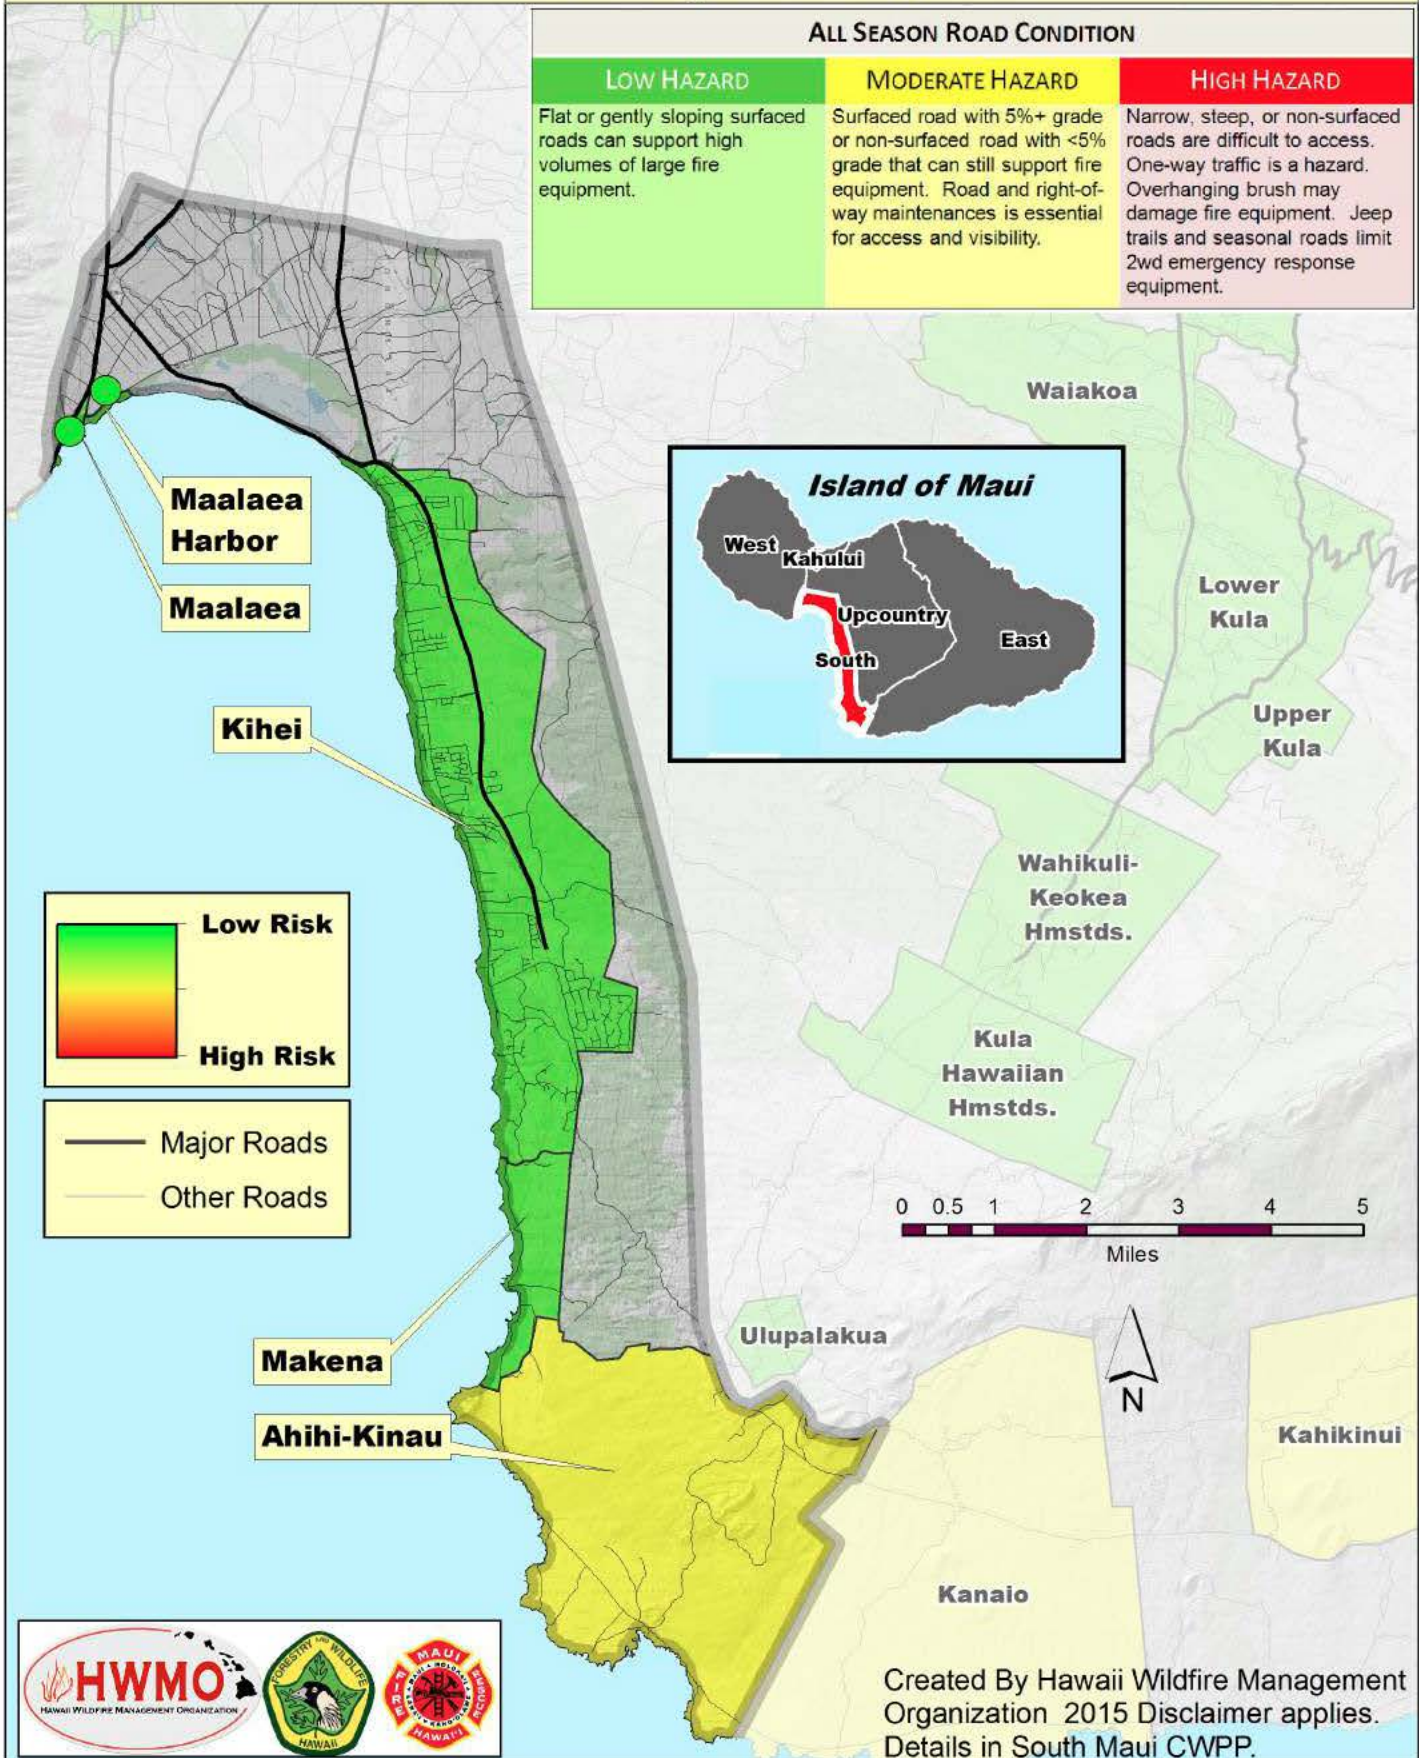 ALL SEASON ROAD CONDITION
LOW HAZARD
Flat or gently sloping surfaced
roads can support high
volumes of large fire
equipment.
MODERATE HAZARD
Surfaced road with 5%+ grade
or non-surfaced road with <5%
grade that can still support fire
equipment. Road and right-of-
way maintenances is essential
for access and visibility.
HIGH HAZARD
Narrow, steep, or non-surfaced
roads are difficult to access.
One-way traffic is a hazard.
Overhanging brush may
damage fire equipment. Jeep
trails and seasonal roads limit
2wd emergency response
equipment.
Waiakoa
Maalaea
Harbor
Maalaea
Island of Maui
West
Kahului
Upcountry
South
East
Lower
Kula
Upper
Kula
Kihei
Wahikuli-
Keokea
Hmstds.
Low Risk
High Risk
Kula
Hawaiian
Hmstds.
Major Roads
Other Roads
0 0.5 1 2 3 4 5
Miles
Ulupalakua
Makena
N
Ahihi-Kinau
Kahikinui
Kanaio
HWMO
HAWAII WILDFIRE MANAGEMENT ORGANIZATION
FORESTRY AND WILDLIFE
HAWAII
MAUI
FIRE
RESCUE
HAWAI'I
Created By Hawaii Wildfire Management
Organization 2015 Disclaimer applies.
Details in South Maui CWPP.